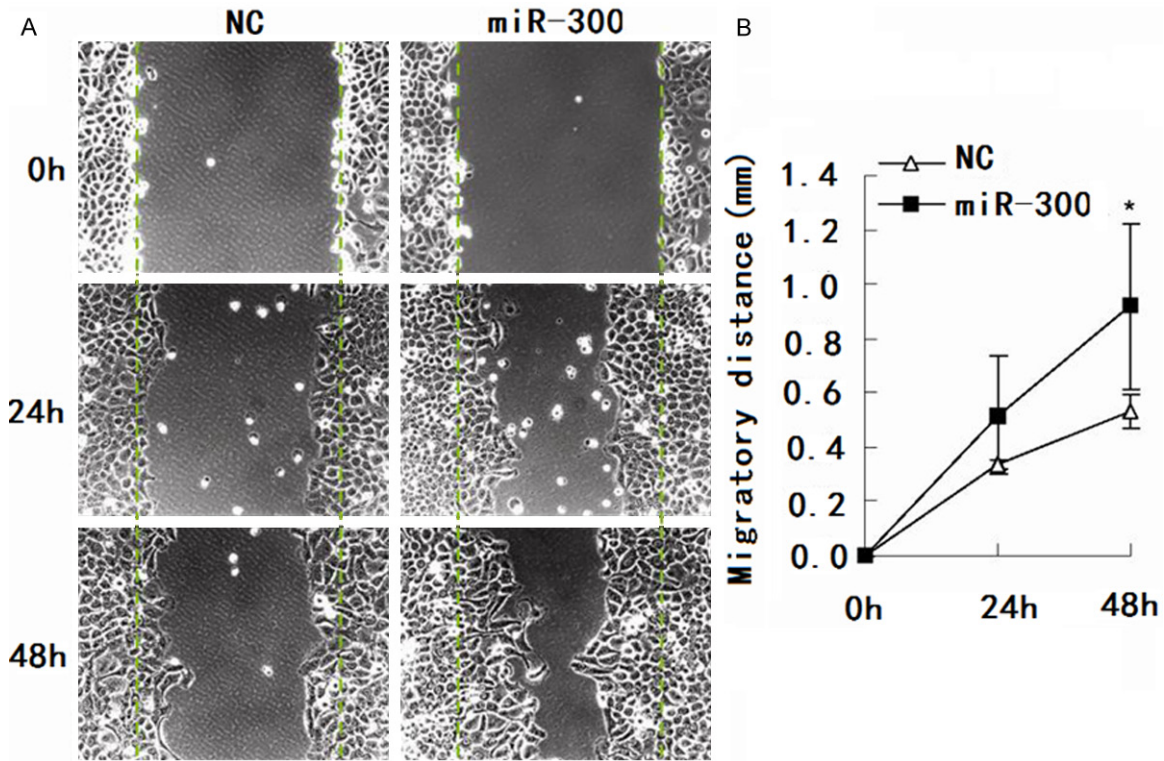 A
NC
miR-300
0h
24h
48h
B
NC
miR-300
*
Migratory distance(mm)
1.4
1.2
1.0
0.8
0.6
0.4
0.2
0.0
0h
24h
48h